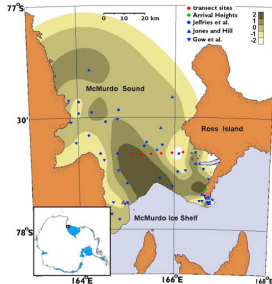 77°S
0 10 20 km
transect sites
Arrival Heights
Jeffries et al.
Jones and Hill
Gow et al.
2
1
0
-1
-2
McMurdo Sound
30'
Ross Island
McMurdo Ice Shelf
78°S
164°E
166°E
168°E